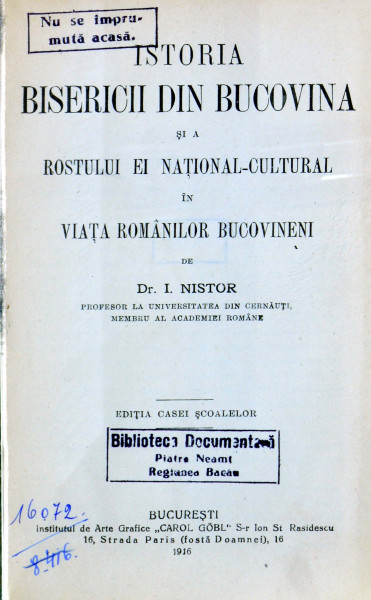 Nu se împru-
mută acasă.
ISTORIA
BISERICII DIN BUCOVINA
ŞI A
ROSTULUI EI NAŢIONAL-CULTURAL
ÎN
VIAŢA ROMÂNILOR BUCOVINENI
DE
Dr. I. NISTOR
PROFESOR LA UNIVERSITATEA DIN CERNĂUŢI,
MEMBRU AL ACADEMIEI ROMÂNE
EDIŢIA CASEI ŞCOALELOR
Biblioteca Documentară
Piatra Neamţ
Regiunea Bacău
16072.
8.416.
BUCUREŞTI
Institutul de Arte Grafice „CAROL GÖBL" S-r Ion St Rasidescu
16, Strada Paris (fostă Doamnei), 16
1916